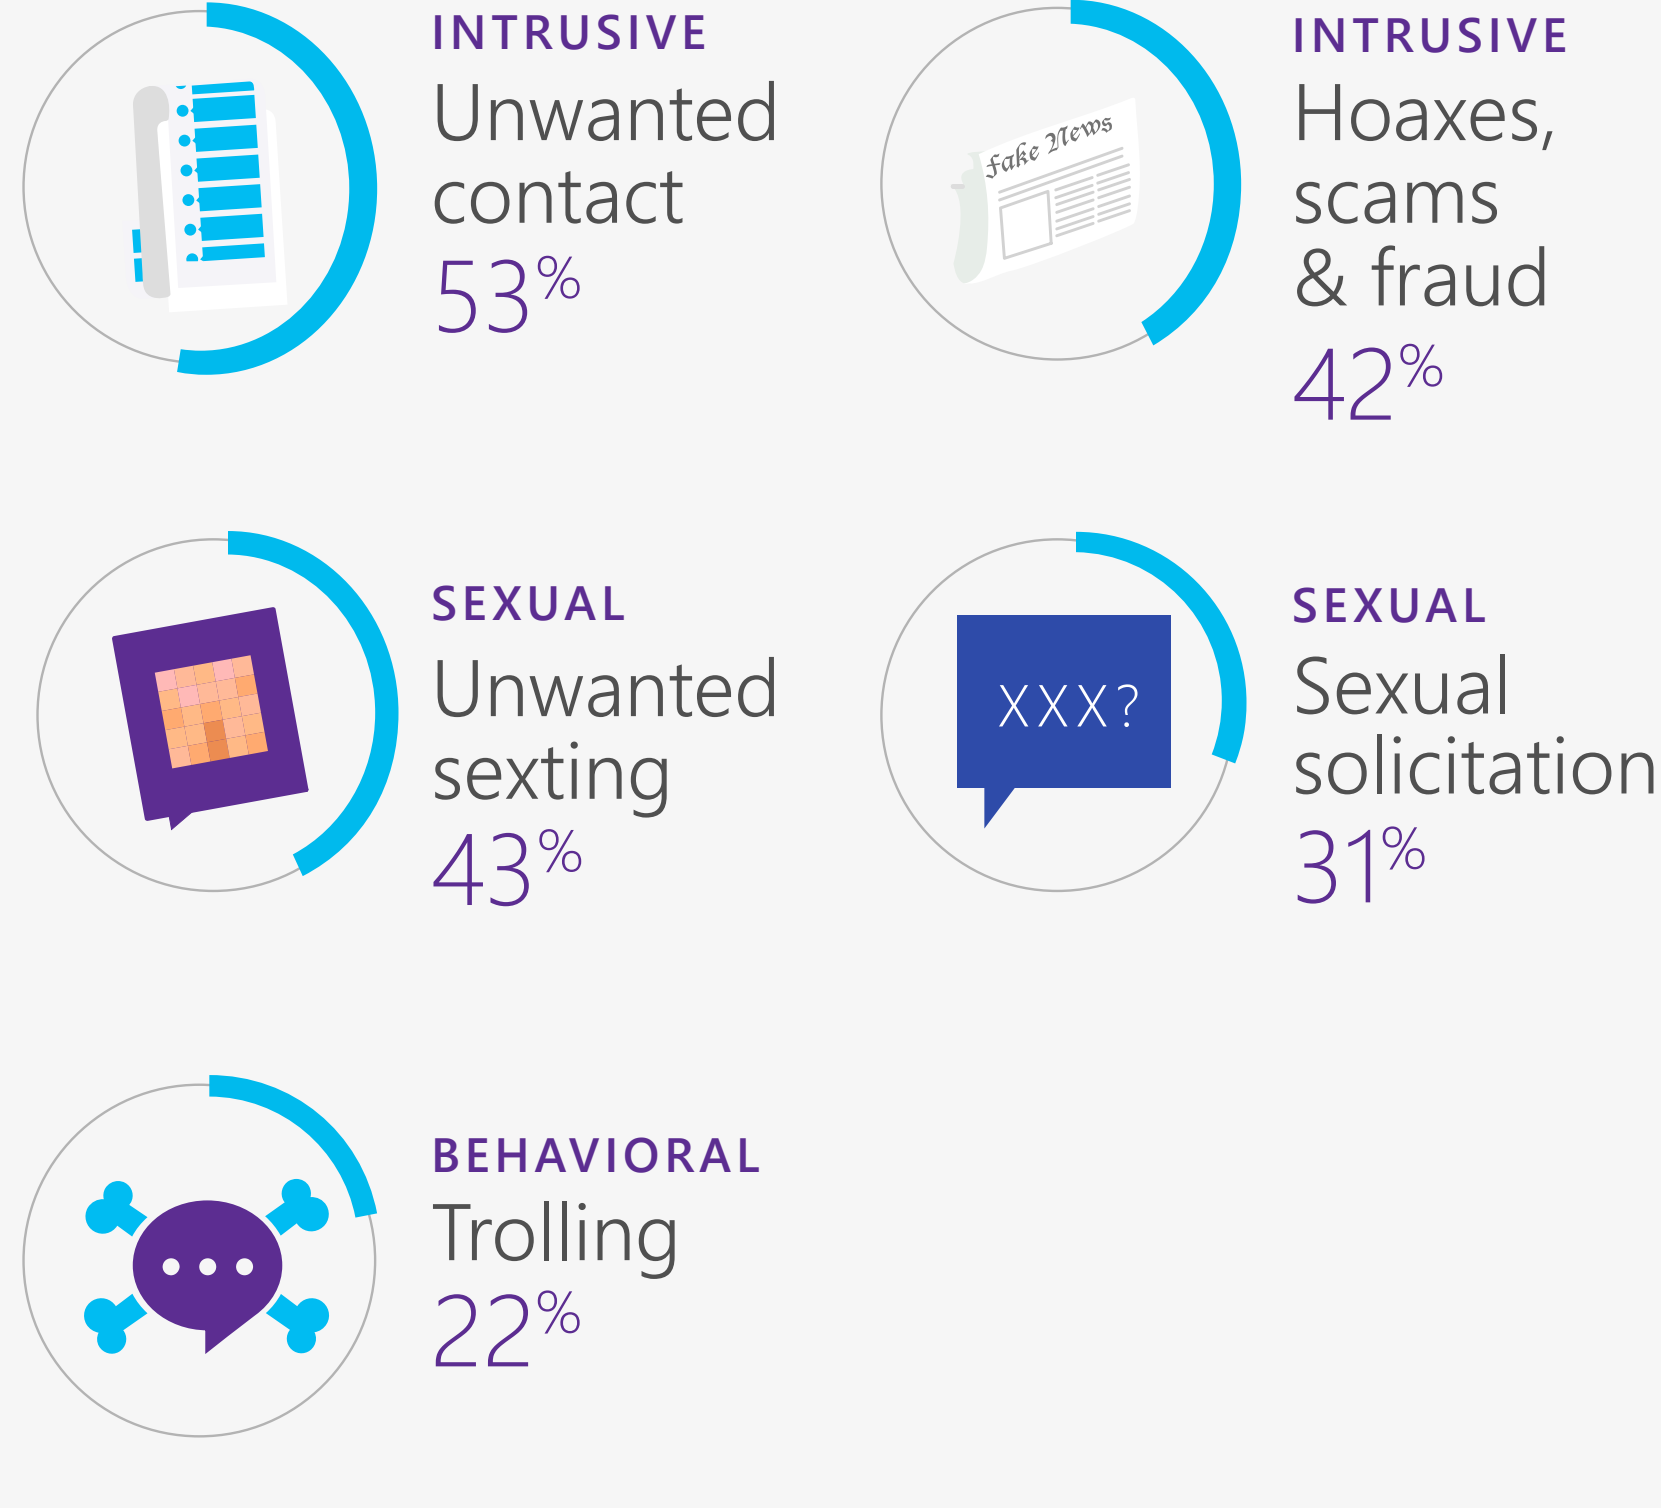 INTRUSIVE
Unwanted
contact
53%
INTRUSIVE
Hoaxes,
scams
& fraud
42%
Fake News
SEXUAL
Unwanted
sexting
43%
SEXUAL
Sexual
solicitation
31%
XXX?
BEHAVIORAL
Trolling
22%